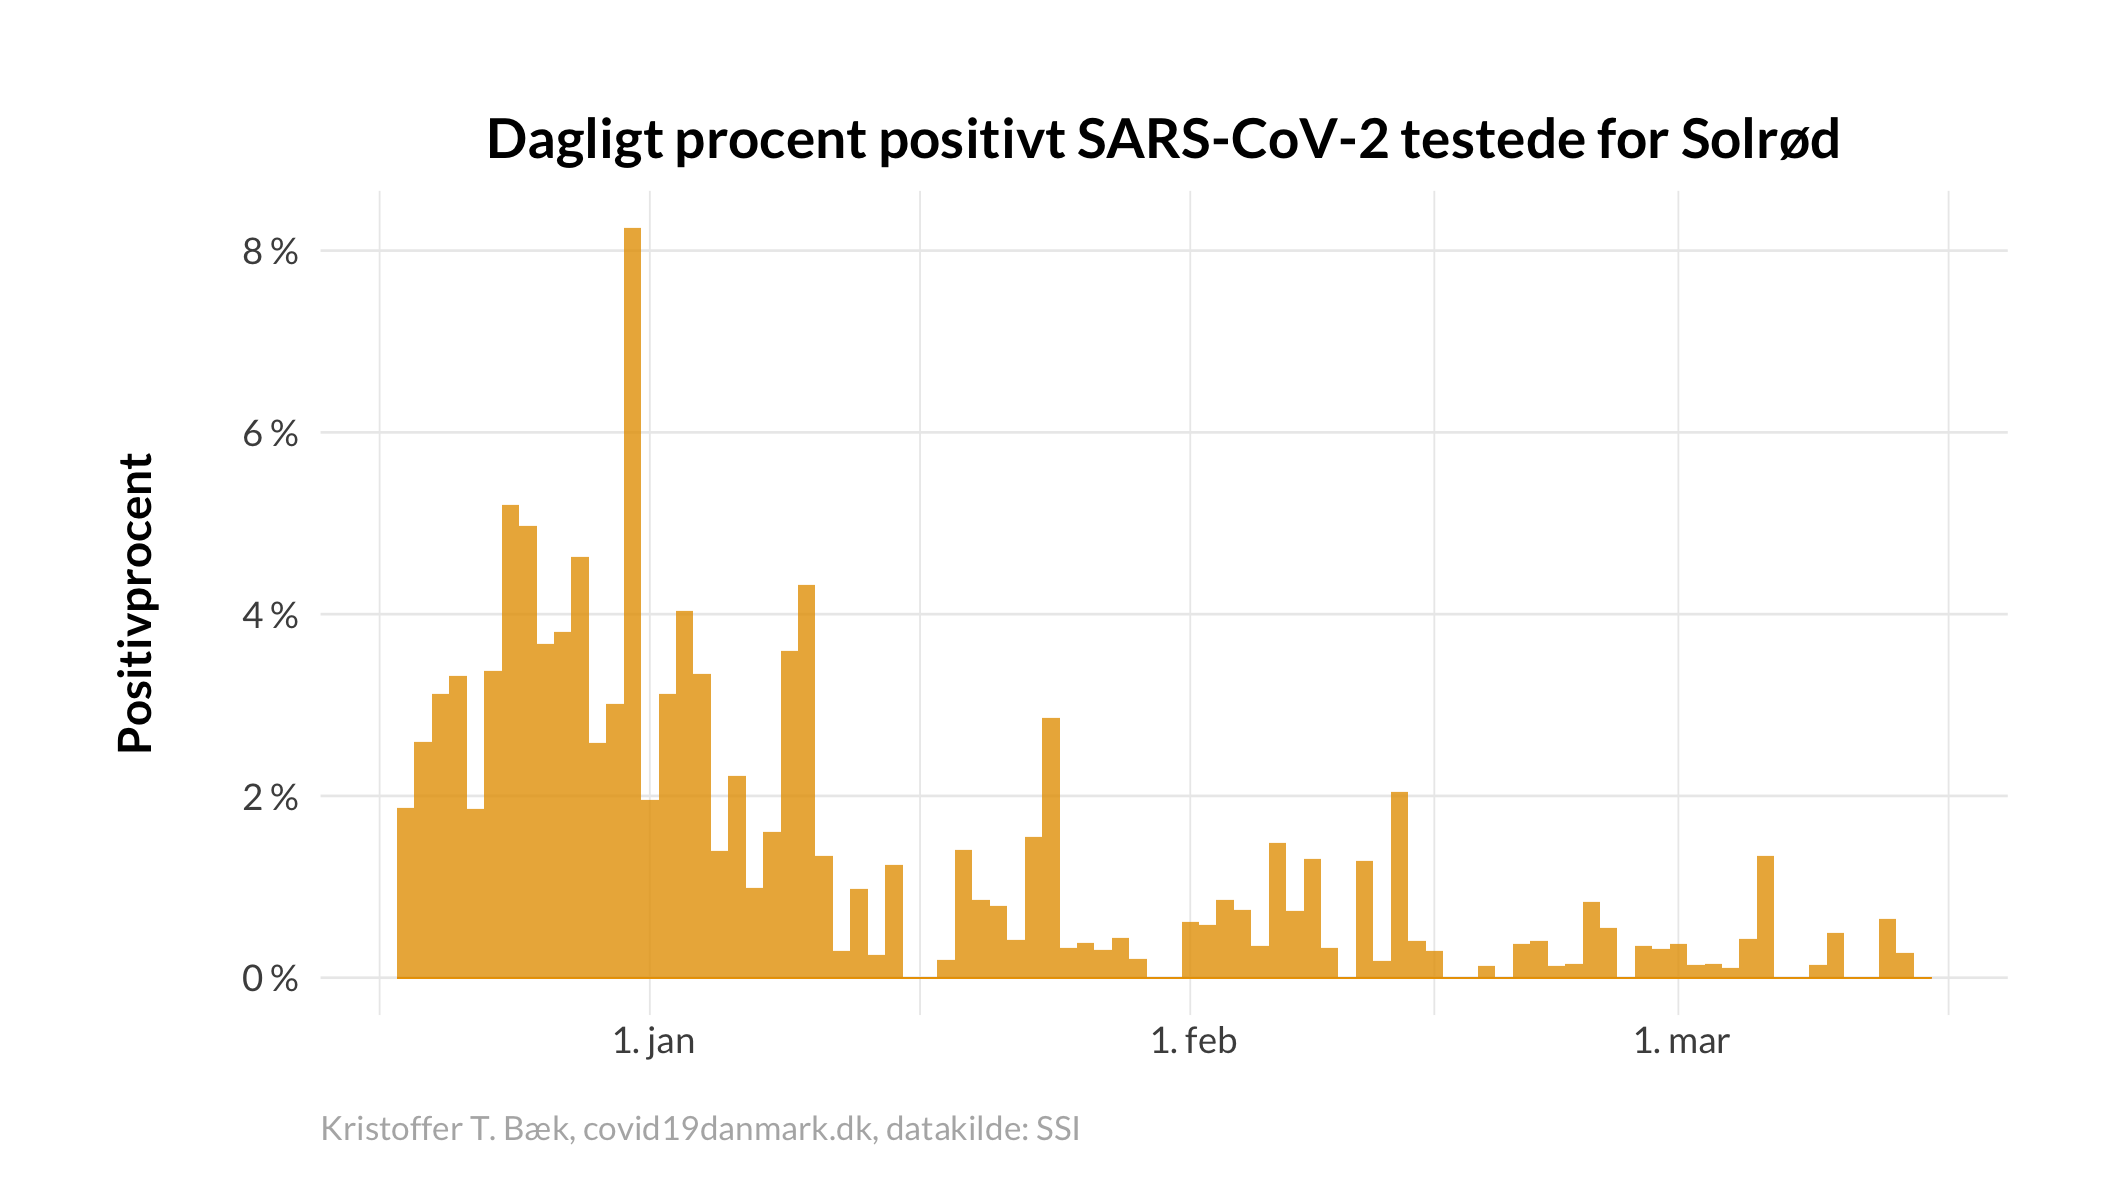 Dagligt procent positivt SARS-CoV-2 testede for Solrød
Positivprocent
8 %
6 %
4 %
2 %
0 %
1. jan
1. feb
1. mar
Kristoffer T. Bæk, covid19danmark.dk, datakilde: SSI